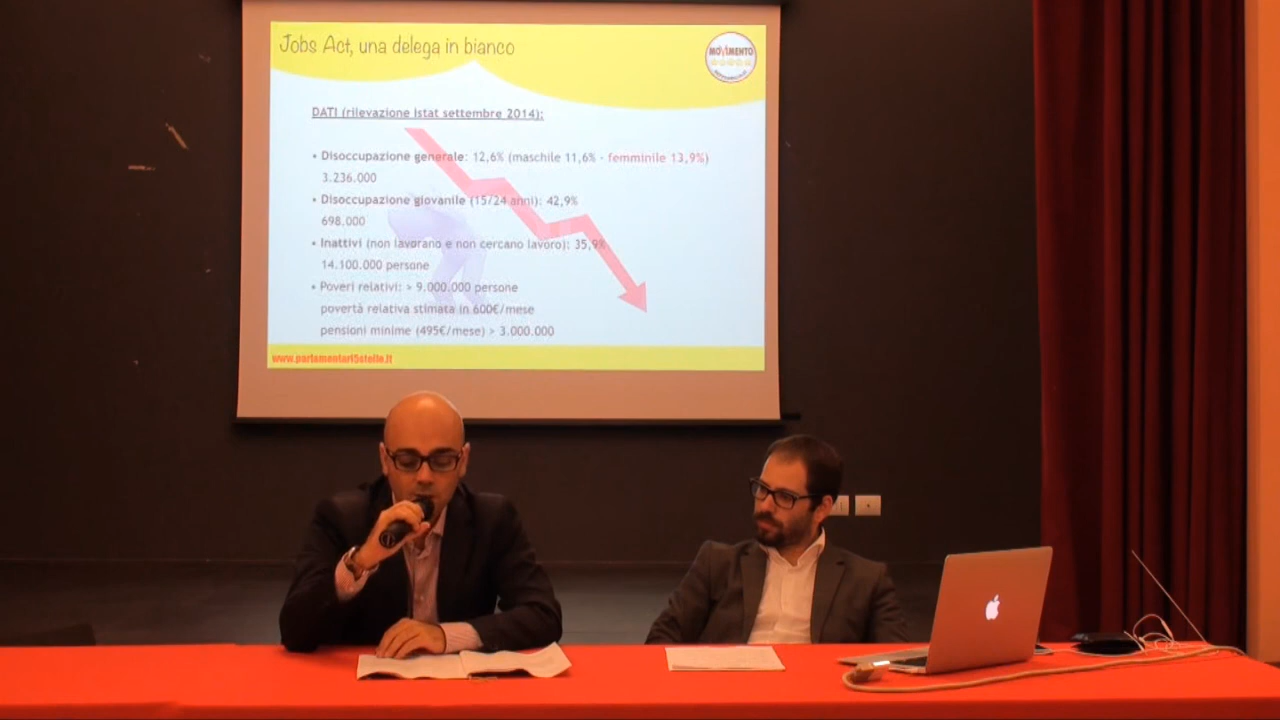 Jobs Act, una delega in bianco
MOVIMENTO
DATI (rilevazione Istat settembre 2014):
• Disoccupazione generale: 12,6% (maschile 11,6% - femminile 13,9%)
3.236.000
• Disoccupazione giovanile (15/24 anni): 42,9%
698.000
• Inattivi (non lavorano e non cercano lavoro): 35,9%
14.100.000 persone
• Poveri relativi: > 9.000.000 persone
povertà relativa stimata in 600€/mese
pensioni minime (495€/mese) > 3.000.000
www.parlamentari5stelle.it